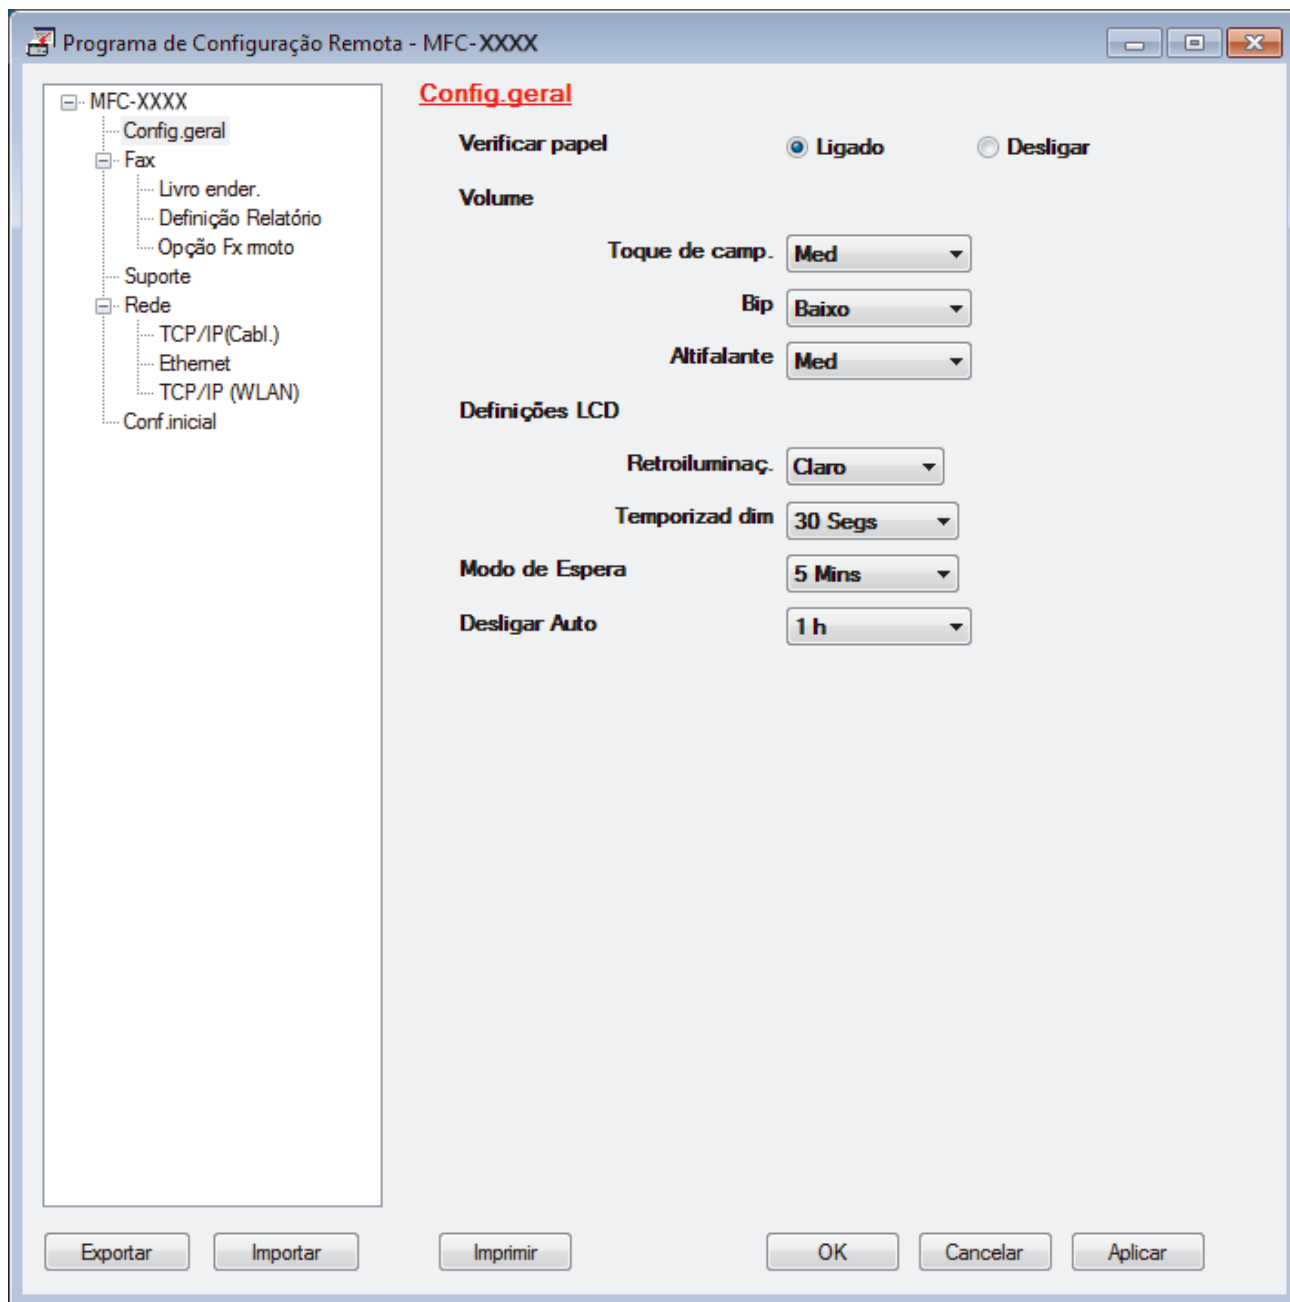 Programa de Configuração Remota - MFC-XXXX
MFC-XXXX
Config.geral
Fax
Livro ender.
Definição Relatório
Opção Fx rmoto
Suporte
Rede
TCP/IP(Cabl.)
Ethernet
TCP/IP (WLAN)
Conf.inicial
Config.geral
Verificar papel Ligado Desligar
Volume
Toque de camp. Med
Bip Baixo
Altifalante Med
Definições LCD
Retroiluminaç. Claro
Temporizad dim 30 Segs
Modo de Espera 5 Mins
Desligar Auto 1 h
Exportar Importar Imprimir OK Cancelar Aplicar